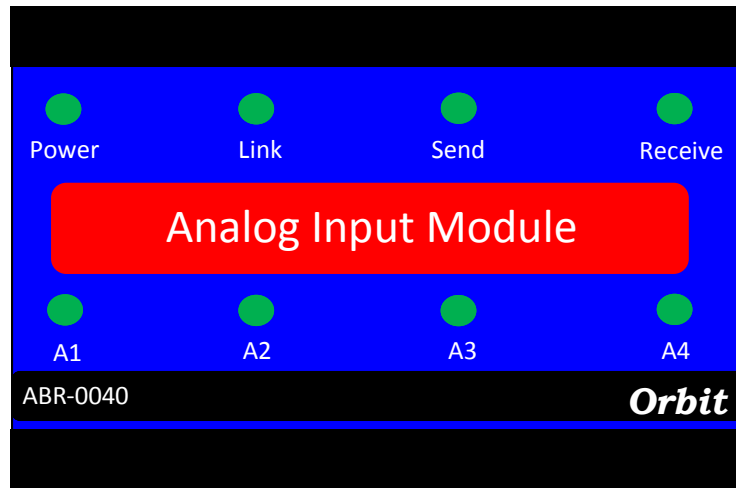 Power Link Send Receive
Analog Input Module
A1 A2 A3 A4
ABR-0040 Orbit